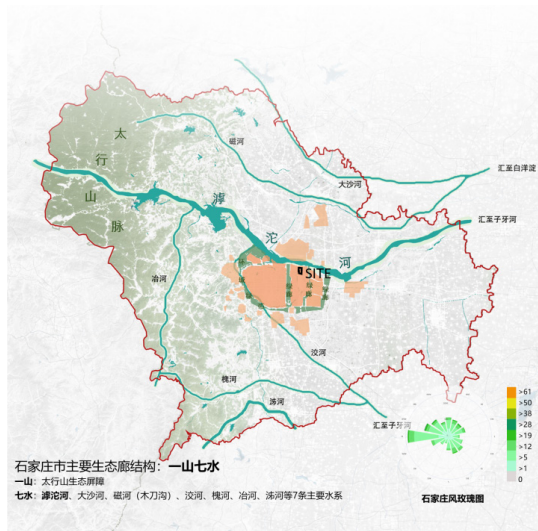 太
行
山
脉
磁河
大沙河
汇至白洋淀
汇至子牙河
滹
沱
河
SITE
绿
廊
绿
廊
冶河
洨河
槐河
泲河
汇至子牙河
石家庄市主要生态廊结构：一山七水
一山：太行山生态屏障
七水：滹沱河、大沙河、磁河（木刀沟）、洨河、槐河、冶河、泲河等7条主要水系
石家庄风玫瑰图
>61
>50
>38
>28
>19
>12
>5
>1
0